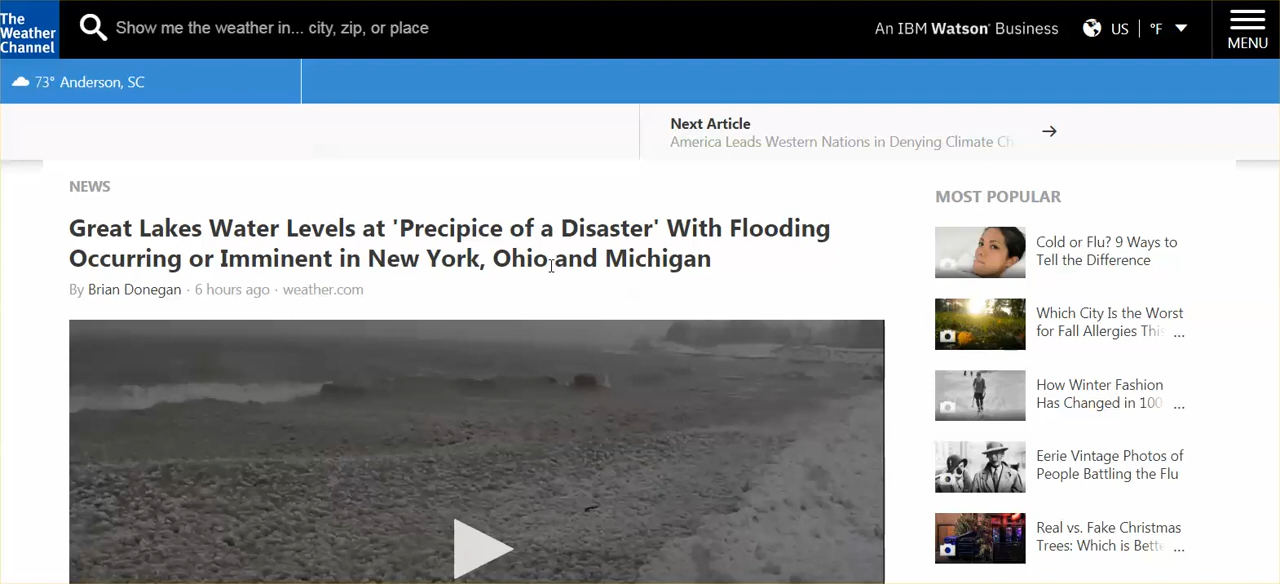 The
Weather
Channel
Show me the weather in... city, zip, or place
An IBM Watson Business
US
°F
MENU
73° Anderson, SC
Next Article
America Leads Western Nations in Denying Climate Ch
NEWS
Great Lakes Water Levels at 'Precipice of a Disaster' With Flooding
Occurring or Imminent in New York, Ohio and Michigan
By Brian Donegan · 6 hours ago · weather.com
MOST POPULAR
Cold or Flu? 9 Ways to
Tell the Difference
Which City Is the Worst
for Fall Allergies This ...
How Winter Fashion
Has Changed in 100 ...
Eerie Vintage Photos of
People Battling the Flu
Real vs. Fake Christmas
Trees: Which is Bette ...